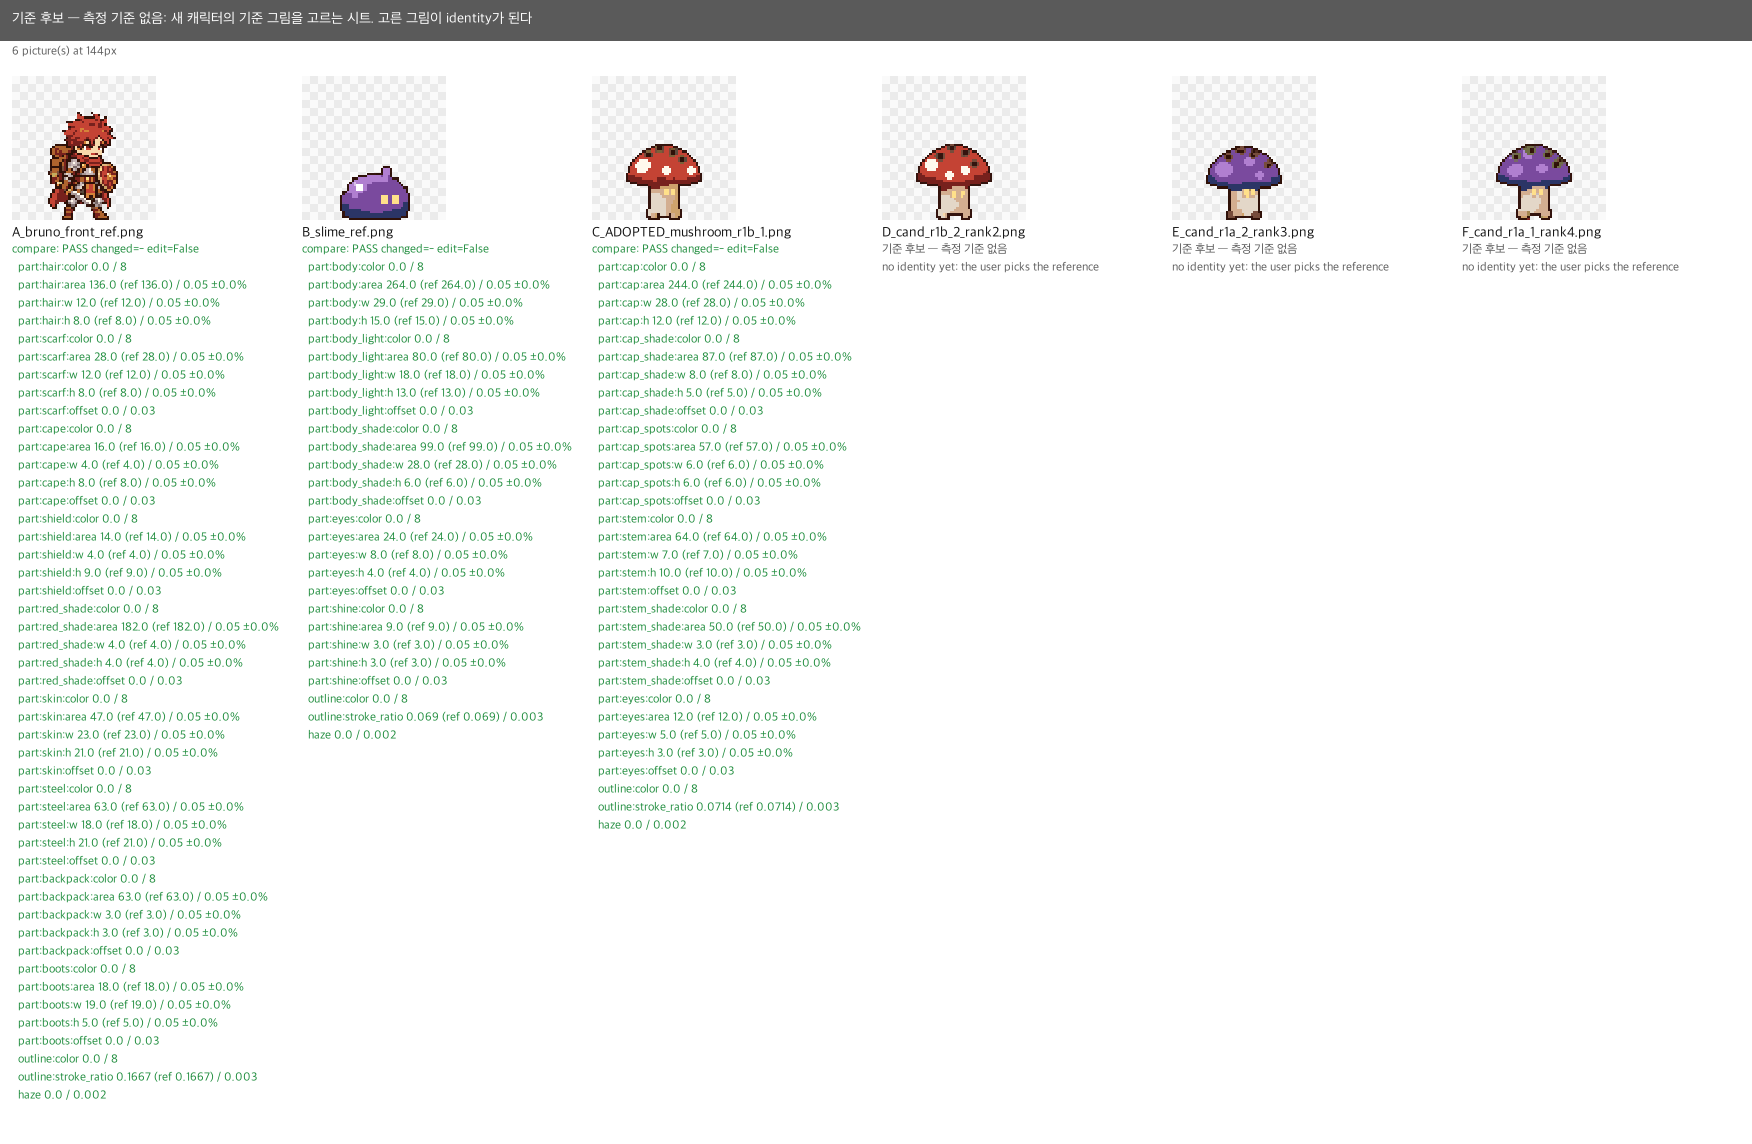 기준 후보 — 측정 기준 없음: 새 캐릭터의 기준 그림을 고르는 시트. 고른 그림이 identity가 된다
6 picture(s) at 144px
A_bruno_front_ref.png
compare: PASS changed=- edit=False
part:hair:color 0.0 / 8
part:hair:area 136.0 (ref 136.0) / 0.05 ±0.0%
part:hair:w 12.0 (ref 12.0) / 0.05 ±0.0%
part:hair:h 8.0 (ref 8.0) / 0.05 ±0.0%
part:scarf:color 0.0 / 8
part:scarf:area 28.0 (ref 28.0) / 0.05 ±0.0%
part:scarf:w 12.0 (ref 12.0) / 0.05 ±0.0%
part:scarf:h 8.0 (ref 8.0) / 0.05 ±0.0%
part:scarf:offset 0.0 / 0.03
part:cape:color 0.0 / 8
part:cape:area 16.0 (ref 16.0) / 0.05 ±0.0%
part:cape:w 4.0 (ref 4.0) / 0.05 ±0.0%
part:cape:h 8.0 (ref 8.0) / 0.05 ±0.0%
part:cape:offset 0.0 / 0.03
part:shield:color 0.0 / 8
part:shield:area 14.0 (ref 14.0) / 0.05 ±0.0%
part:shield:w 4.0 (ref 4.0) / 0.05 ±0.0%
part:shield:h 9.0 (ref 9.0) / 0.05 ±0.0%
part:shield:offset 0.0 / 0.03
part:red_shade:color 0.0 / 8
part:red_shade:area 182.0 (ref 182.0) / 0.05 ±0.0%
part:red_shade:w 4.0 (ref 4.0) / 0.05 ±0.0%
part:red_shade:h 4.0 (ref 4.0) / 0.05 ±0.0%
part:red_shade:offset 0.0 / 0.03
part:skin:color 0.0 / 8
part:skin:area 47.0 (ref 47.0) / 0.05 ±0.0%
part:skin:w 23.0 (ref 23.0) / 0.05 ±0.0%
part:skin:h 21.0 (ref 21.0) / 0.05 ±0.0%
part:skin:offset 0.0 / 0.03
part:steel:color 0.0 / 8
part:steel:area 63.0 (ref 63.0) / 0.05 ±0.0%
part:steel:w 18.0 (ref 18.0) / 0.05 ±0.0%
part:steel:h 21.0 (ref 21.0) / 0.05 ±0.0%
part:steel:offset 0.0 / 0.03
part:backpack:color 0.0 / 8
part:backpack:area 63.0 (ref 63.0) / 0.05 ±0.0%
part:backpack:w 3.0 (ref 3.0) / 0.05 ±0.0%
part:backpack:h 3.0 (ref 3.0) / 0.05 ±0.0%
part:backpack:offset 0.0 / 0.03
part:boots:color 0.0 / 8
part:boots:area 18.0 (ref 18.0) / 0.05 ±0.0%
part:boots:w 19.0 (ref 19.0) / 0.05 ±0.0%
part:boots:h 5.0 (ref 5.0) / 0.05 ±0.0%
part:boots:offset 0.0 / 0.03
outline:color 0.0 / 8
outline:stroke_ratio 0.1667 (ref 0.1667) / 0.003
haze 0.0 / 0.002
B_slime_ref.png
compare: PASS changed=- edit=False
part:body:color 0.0 / 8
part:body:area 264.0 (ref 264.0) / 0.05 ±0.0%
part:body:w 29.0 (ref 29.0) / 0.05 ±0.0%
part:body:h 15.0 (ref 15.0) / 0.05 ±0.0%
part:body_light:color 0.0 / 8
part:body_light:area 80.0 (ref 80.0) / 0.05 ±0.0%
part:body_light:w 18.0 (ref 18.0) / 0.05 ±0.0%
part:body_light:h 13.0 (ref 13.0) / 0.05 ±0.0%
part:body_light:offset 0.0 / 0.03
part:body_shade:color 0.0 / 8
part:body_shade:area 99.0 (ref 99.0) / 0.05 ±0.0%
part:body_shade:w 28.0 (ref 28.0) / 0.05 ±0.0%
part:body_shade:h 6.0 (ref 6.0) / 0.05 ±0.0%
part:body_shade:offset 0.0 / 0.03
part:eyes:color 0.0 / 8
part:eyes:area 24.0 (ref 24.0) / 0.05 ±0.0%
part:eyes:w 8.0 (ref 8.0) / 0.05 ±0.0%
part:eyes:h 4.0 (ref 4.0) / 0.05 ±0.0%
part:eyes:offset 0.0 / 0.03
part:shine:color 0.0 / 8
part:shine:area 9.0 (ref 9.0) / 0.05 ±0.0%
part:shine:w 3.0 (ref 3.0) / 0.05 ±0.0%
part:shine:h 3.0 (ref 3.0) / 0.05 ±0.0%
part:shine:offset 0.0 / 0.03
outline:color 0.0 / 8
outline:stroke_ratio 0.069 (ref 0.069) / 0.003
haze 0.0 / 0.002
C_ADOPTED_mushroom_r1b_1.png
compare: PASS changed=- edit=False
part:cap:color 0.0 / 8
part:cap:area 244.0 (ref 244.0) / 0.05 ±0.0%
part:cap:w 28.0 (ref 28.0) / 0.05 ±0.0%
part:cap:h 12.0 (ref 12.0) / 0.05 ±0.0%
part:cap_shade:color 0.0 / 8
part:cap_shade:area 87.0 (ref 87.0) / 0.05 ±0.0%
part:cap_shade:w 8.0 (ref 8.0) / 0.05 ±0.0%
part:cap_shade:h 5.0 (ref 5.0) / 0.05 ±0.0%
part:cap_shade:offset 0.0 / 0.03
part:cap_spots:color 0.0 / 8
part:cap_spots:area 57.0 (ref 57.0) / 0.05 ±0.0%
part:cap_spots:w 6.0 (ref 6.0) / 0.05 ±0.0%
part:cap_spots:h 6.0 (ref 6.0) / 0.05 ±0.0%
part:cap_spots:offset 0.0 / 0.03
part:stem:color 0.0 / 8
part:stem:area 64.0 (ref 64.0) / 0.05 ±0.0%
part:stem:w 7.0 (ref 7.0) / 0.05 ±0.0%
part:stem:h 10.0 (ref 10.0) / 0.05 ±0.0%
part:stem:offset 0.0 / 0.03
part:stem_shade:color 0.0 / 8
part:stem_shade:area 50.0 (ref 50.0) / 0.05 ±0.0%
part:stem_shade:w 3.0 (ref 3.0) / 0.05 ±0.0%
part:stem_shade:h 4.0 (ref 4.0) / 0.05 ±0.0%
part:stem_shade:offset 0.0 / 0.03
part:eyes:color 0.0 / 8
part:eyes:area 12.0 (ref 12.0) / 0.05 ±0.0%
part:eyes:w 5.0 (ref 5.0) / 0.05 ±0.0%
part:eyes:h 3.0 (ref 3.0) / 0.05 ±0.0%
part:eyes:offset 0.0 / 0.03
outline:color 0.0 / 8
outline:stroke_ratio 0.0714 (ref 0.0714) / 0.003
haze 0.0 / 0.002
D_cand_r1b_2_rank2.png
기준 후보 — 측정 기준 없음
no identity yet: the user picks the reference
E_cand_r1a_2_rank3.png
기준 후보 — 측정 기준 없음
no identity yet: the user picks the reference
F_cand_r1a_1_rank4.png
기준 후보 — 측정 기준 없음
no identity yet: the user picks the reference